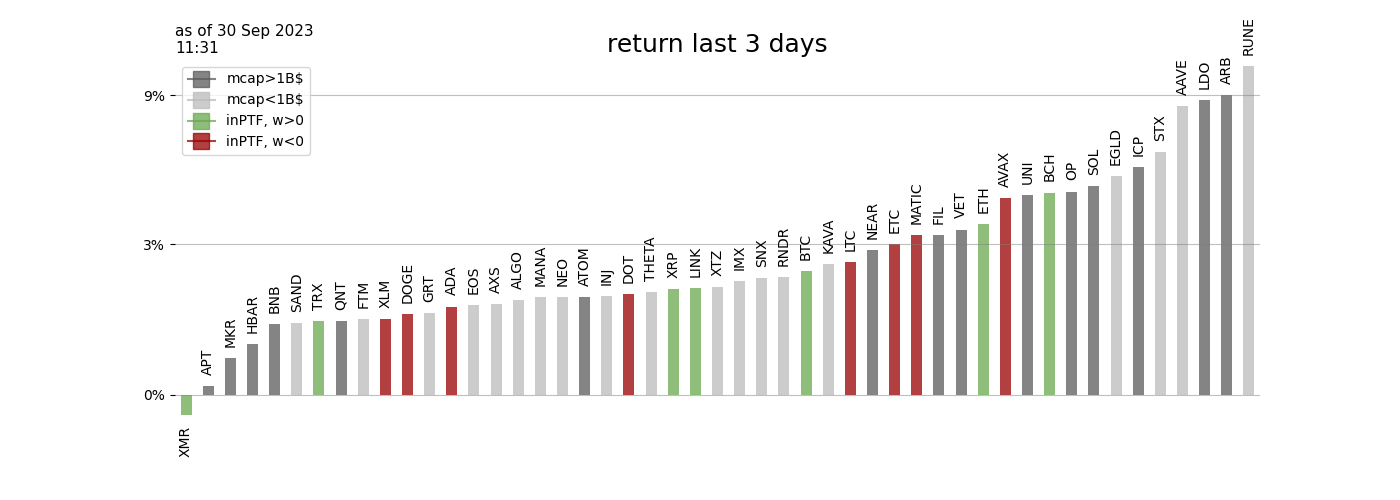 as of 30 Sep 2023
11:31
return last 3 days
mcap>1B$
mcap<1B$
inPTF, w>0
inPTF, w<0
9%
3%
0%
XMR
APT
MKR
HBAR
BNB
SAND
TRX
QNT
FTM
XLM
DOGE
GRT
ADA
EOS
AXS
ALGO
MANA
NEO
ATOM
INJ
DOT
THETA
XRP
LINK
XTZ
IMX
SNX
RNDR
BTC
KAVA
LTC
NEAR
ETC
MATIC
FIL
VET
ETH
AVAX
UNI
BCH
OP
SOL
EGLD
ICP
STX
AAVE
LDO
ARB
RUNE